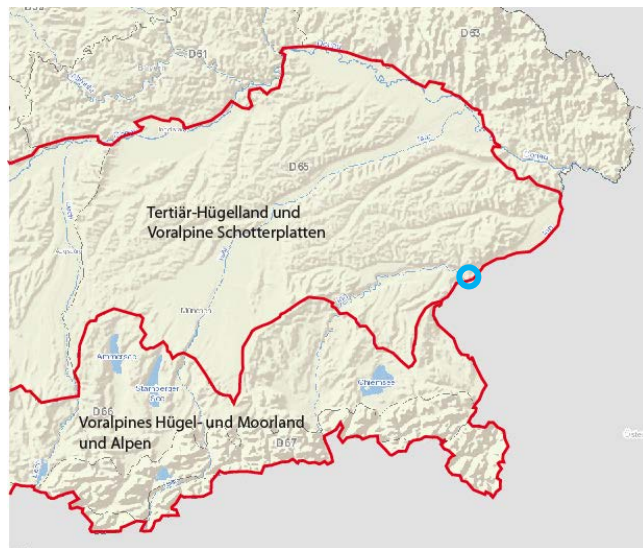 D63
D61
D65
Tertiär-Hügelland und
Voralpine Schotterplatten
München
Ammersee
Starnberger
See
Chiemsee
D66
Voralpines Hügel- und Moorland
und Alpen
D67